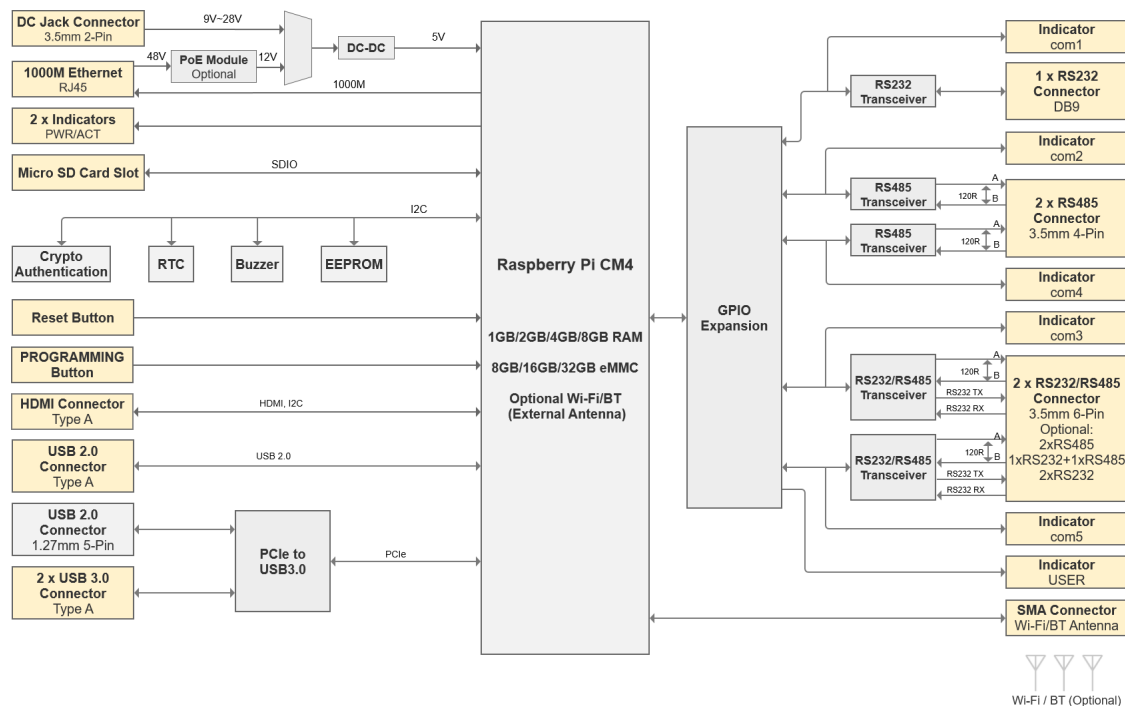 DC Jack Connector
3.5mm 2-Pin
9V~28V
48V
PoE Module
Optional
12V
DC-DC
5V
1000M Ethernet
RJ45
1000M
2 x Indicators
PWR/ACT
Micro SD Card Slot
SDIO
I2C
Crypto
Authentication
RTC
Buzzer
EEPROM
Reset Button
PROGRAMMING
Button
HDMI Connector
Type A
HDMI, I2C
USB 2.0
Connector
Type A
USB 2.0
USB 2.0
Connector
1.27mm 5-Pin
2 x USB 3.0
Connector
Type A
PCIe to
USB3.0
PCIe
Raspberry Pi CM4
1GB/2GB/4GB/8GB RAM
8GB/16GB/32GB eMMC
Optional Wi-Fi/BT
(External Antenna)
GPIO
Expansion
Indicator
com1
RS232
Transceiver
1 x RS232
Connector
DB9
Indicator
com2
RS485
Transceiver
A
120R
B
RS485
Transceiver
A
120R
B
2 x RS485
Connector
3.5mm 4-Pin
Indicator
com4
Indicator
com3
RS232/RS485
Transceiver
A
120R
B
RS232 TX
RS232 RX
RS232/RS485
Transceiver
A
120R
B
RS232 TX
RS232 RX
2 x RS232/RS485
Connector
3.5mm 6-Pin
Optional:
2xRS485
1xRS232+1xRS485
2xRS232
Indicator
com5
Indicator
USER
SMA Connector
Wi-Fi/BT Antenna
Wi-Fi / BT (Optional)